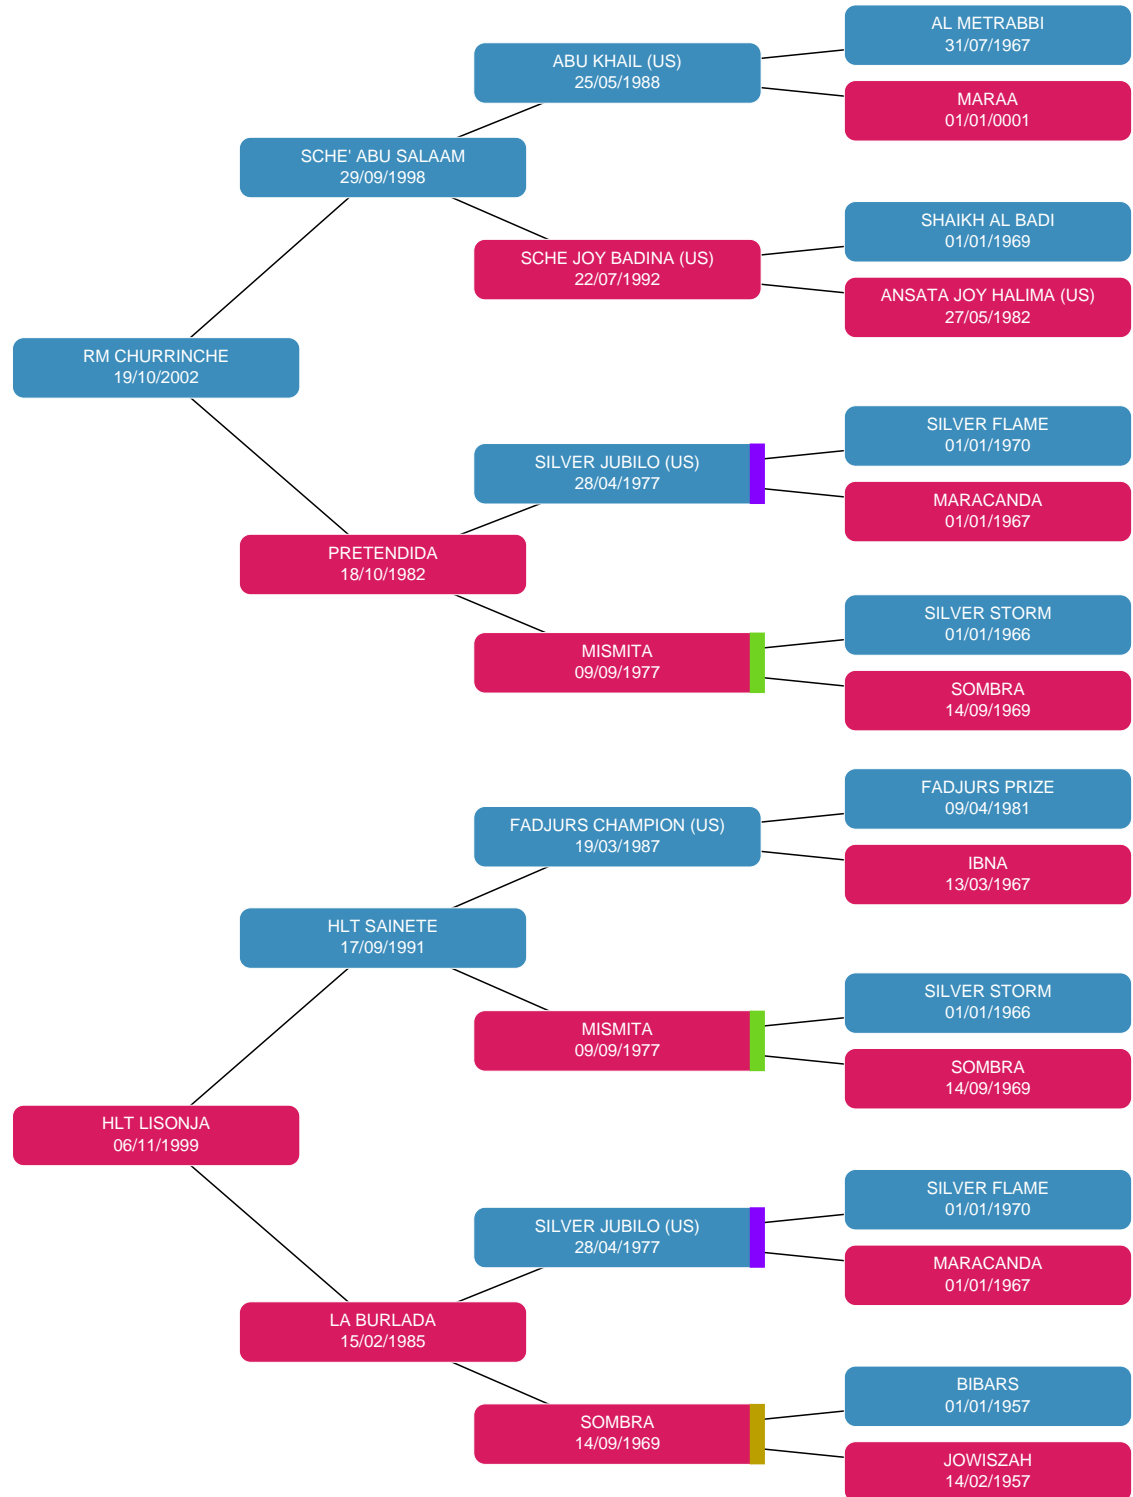 AL METRABBI
31/07/1967
ABU KHAIL (US)
25/05/1988
MARAA
01/01/0001
SCHE' ABU SALAAM
29/09/1998
SHAIKH AL BADI
01/01/1969
SCHE JOY BADINA (US)
22/07/1992
ANSATA JOY HALIMA (US)
27/05/1982
RM CHURRINCHE
19/10/2002
SILVER FLAME
01/01/1970
SILVER JUBILO (US)
28/04/1977
MARACANDA
01/01/1967
PRETENDIDA
18/10/1982
SILVER STORM
01/01/1966
MISMITA
09/09/1977
SOMBRA
14/09/1969
FADJURS PRIZE
09/04/1981
FADJURS CHAMPION (US)
19/03/1987
IBNA
13/03/1967
HLT SAINETE
17/09/1991
SILVER STORM
01/01/1966
MISMITA
09/09/1977
SOMBRA
14/09/1969
HLT LISONJA
06/11/1999
SILVER FLAME
01/01/1970
SILVER JUBILO (US)
28/04/1977
MARACANDA
01/01/1967
LA BURLADA
15/02/1985
BIBARS
01/01/1957
SOMBRA
14/09/1969
JOWISZAH
14/02/1957